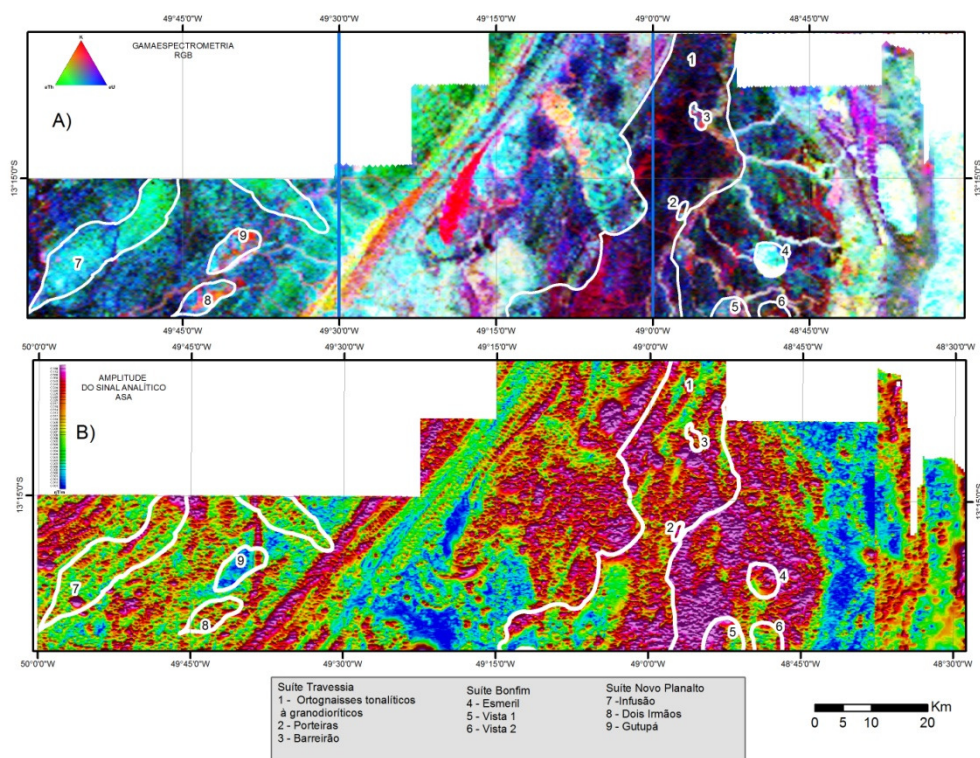 49°45'0"W 49°30'0"W 49°15'0"W 49°0'0"W 48°45'0"W
K
eTh eU
GAMAESPECTROMETRIA
RGB
A)
13°15'0"S
13°15'0"S
1
3
2
9
7
8
4
5
6
49°45'0"W 49°30'0"W 49°15'0"W 49°0'0"W 48°45'0"W
50°0'0"W 49°45'0"W 49°30'0"W 49°15'0"W 49°0'0"W 48°45'0"W 48°30'0"W
AMPLITUDE
DO SINAL ANALÍTICO
ASA
B)
13°15'0"S
13°15'0"S
1
3
2
9
7
8
4
5
6
50°0'0"W 49°45'0"W 49°30'0"W 49°15'0"W 49°0'0"W 48°45'0"W 48°30'0"W
Suíte Travessia
1 - Ortognaisses tonalíticos
à granodioríticos
2 - Porteiras
3 - Barreirão
Suíte Bonfim
4 - Esmeril
5 - Vista 1
6 - Vista 2
Suíte Novo Planalto
7 -Infusão
8 - Dois Irmãos
9 - Gutupá
Km
0 5 10 20